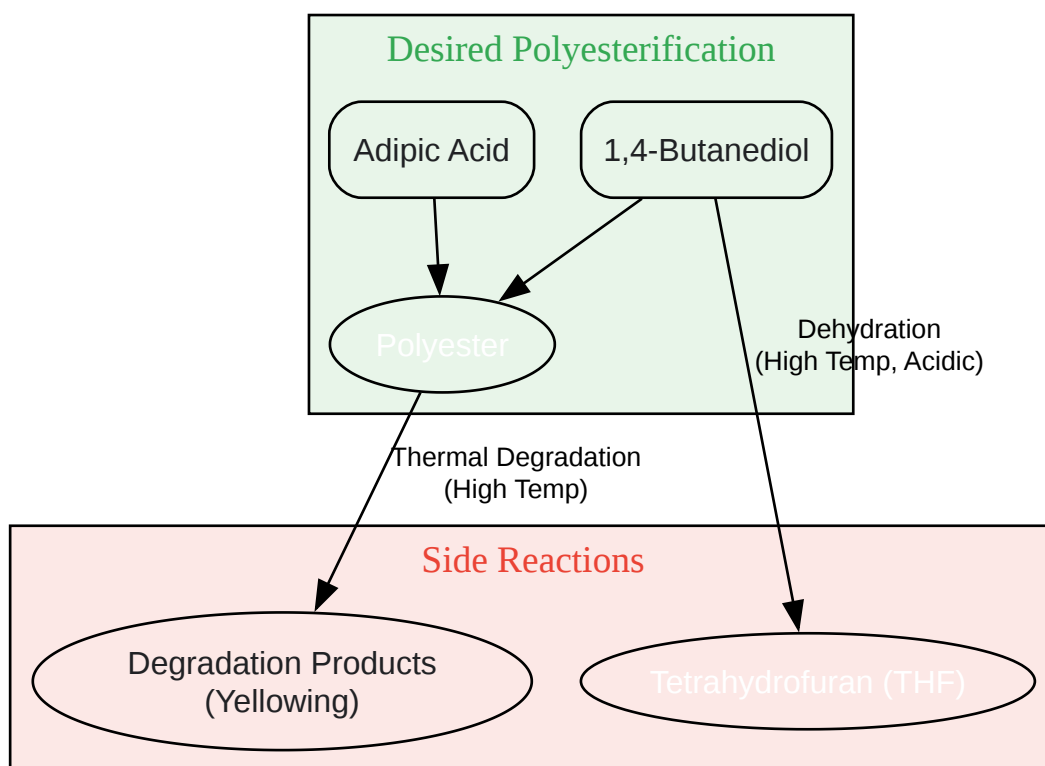 Desired Polyesterification
Adipic Acid
1,4-Butanediol
Polyester
Dehydration
(High Temp, Acidic)
Thermal Degradation
(High Temp)
Side Reactions
Degradation Products
(Yellowing)
Tetrahydrofuran (THF)